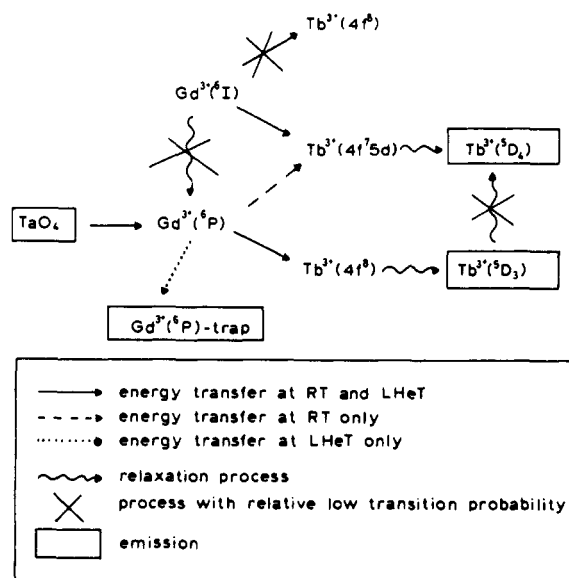 Tb³⁺(4f⁸)
Gd³⁺(⁶I)
Tb³⁺(4f⁷5d)
Tb³⁺(⁵D₄)
TaO₄
Gd³⁺(⁶P)
Tb³⁺(4f⁸)
Tb³⁺(⁵D₃)
Gd³⁺(⁶P)-trap
energy transfer at RT and LHeT
energy transfer at RT only
energy transfer at LHeT only
relaxation process
process with relative low transition probability
emission